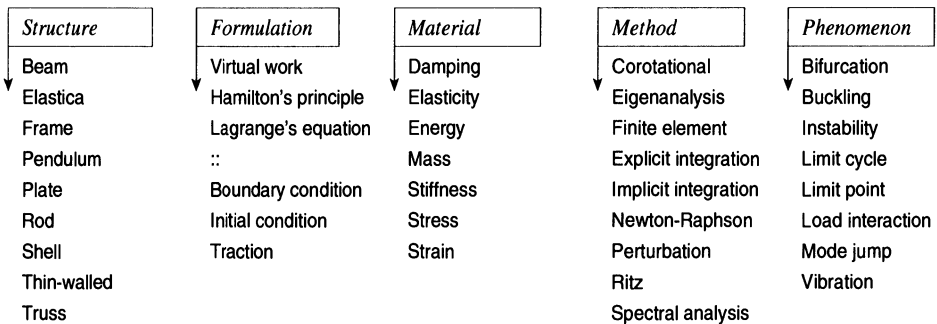 Structure
Beam
Elastica
Frame
Pendulum
Plate
Rod
Shell
Thin-walled
Truss
Formulation
Virtual work
Hamilton's principle
Lagrange's equation
::
Boundary condition
Initial condition
Traction
Material
Damping
Elasticity
Energy
Mass
Stiffness
Stress
Strain
Method
Corotational
Eigenanalysis
Finite element
Explicit integration
Implicit integration
Newton-Raphson
Perturbation
Ritz
Spectral analysis
Phenomenon
Bifurcation
Buckling
Instability
Limit cycle
Limit point
Load interaction
Mode jump
Vibration